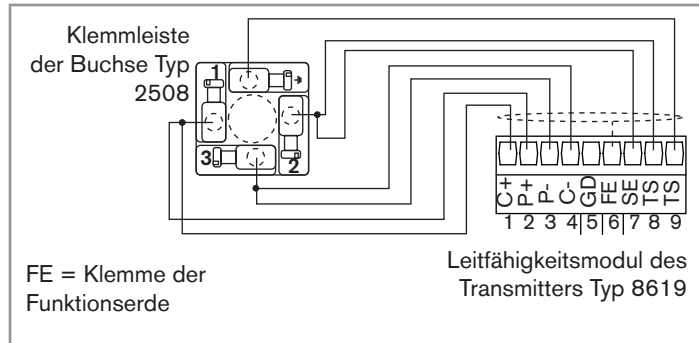 Klemmleiste
der Buchse Typ
2508
1
2
3
C+ P+ P- C- GD FE SE TS TS
1 2 3 4 5 6 7 8 9
FE = Klemme der
Funktionserde
Leitfähigkeitsmodul des
Transmitters Typ 8619